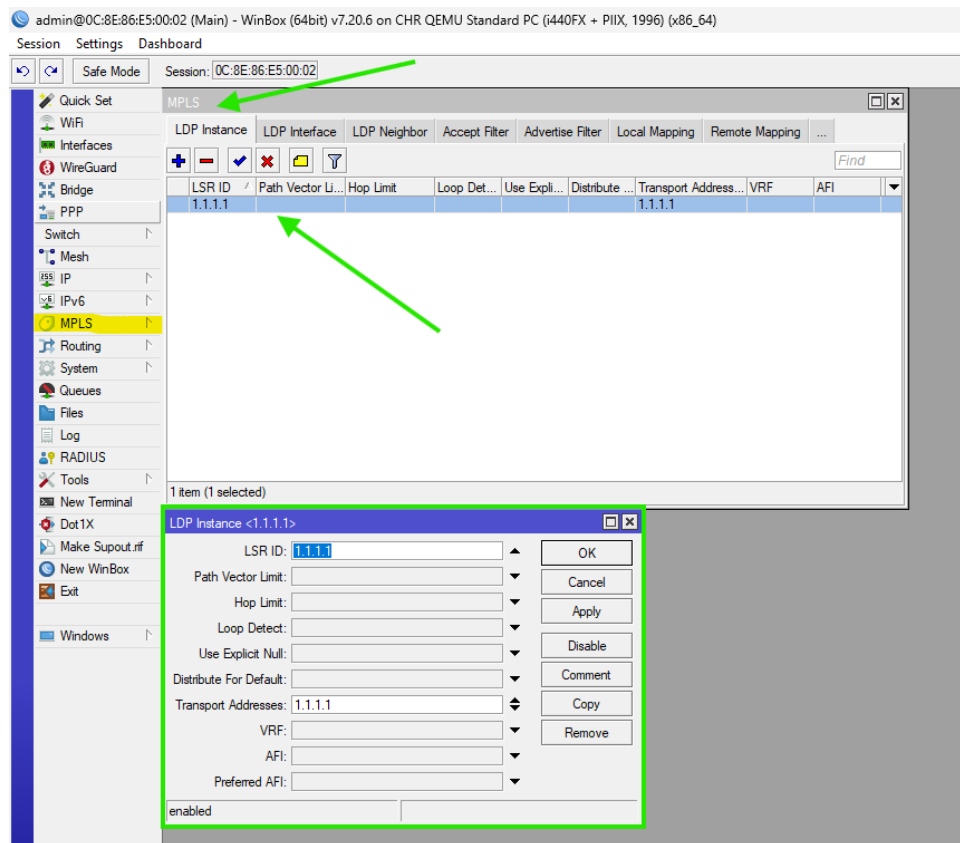 admin@0C:8E:86:E5:00:02 (Main) - WinBox (64bit) v7.20.6 on CHR QEMU Standard PC (i440FX + PIIX, 1996) (x86_64)
Session Settings Dashboard
Safe Mode Session: 0C:8E:86:E5:00:02
Quick Set
WiFi
Interfaces
WireGuard
Bridge
PPP
Switch
Mesh
IP
IPv6
MPLS
Routing
System
Queues
Files
Log
RADIUS
Tools
New Terminal
Dot1X
Make Supout.rif
New WinBox
Exit
Windows
MPLS
LDP Instance LDP Interface LDP Neighbor Accept Filter Advertise Filter Local Mapping Remote Mapping ...
Find
LSR ID Path Vector Li... Hop Limit Loop Det... Use Expli... Distribute ... Transport Address... VRF AFI
1.1.1.1 1.1.1.1
1 item (1 selected)
LDP Instance <1.1.1.1>
LSR ID: 1.1.1.1
Path Vector Limit:
Hop Limit:
Loop Detect:
Use Explicit Null:
Distribute For Default:
Transport Addresses: 1.1.1.1
VRF:
AFI:
Preferred AFI:
OK
Cancel
Apply
Disable
Comment
Copy
Remove
enabled